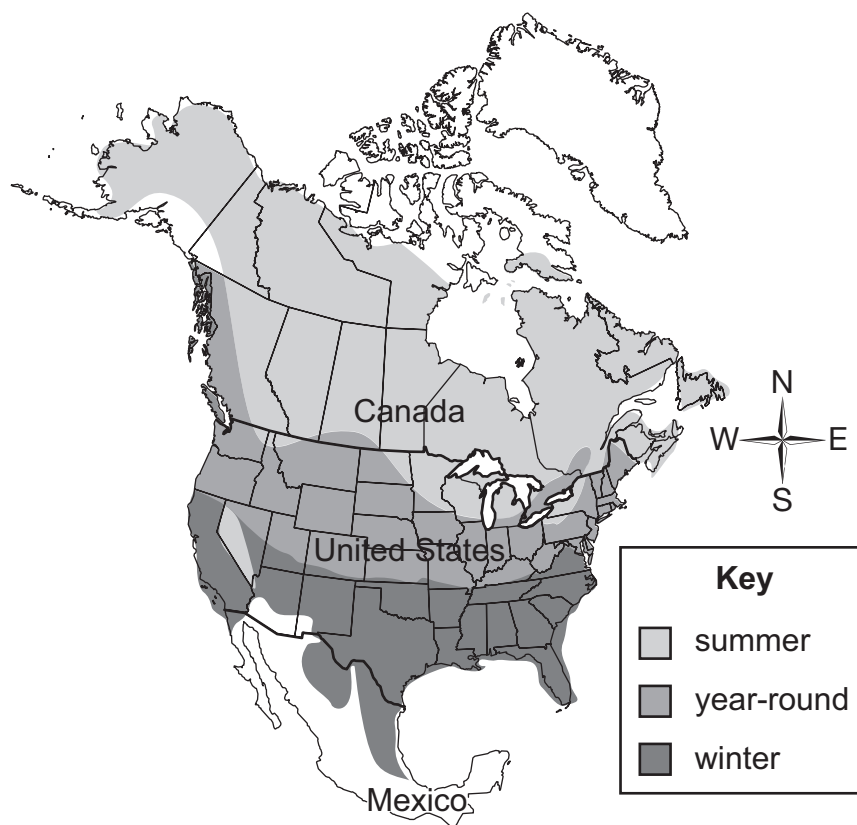 Canada
N
W E
S
United States
Key
summer
year-round
winter
Mexico